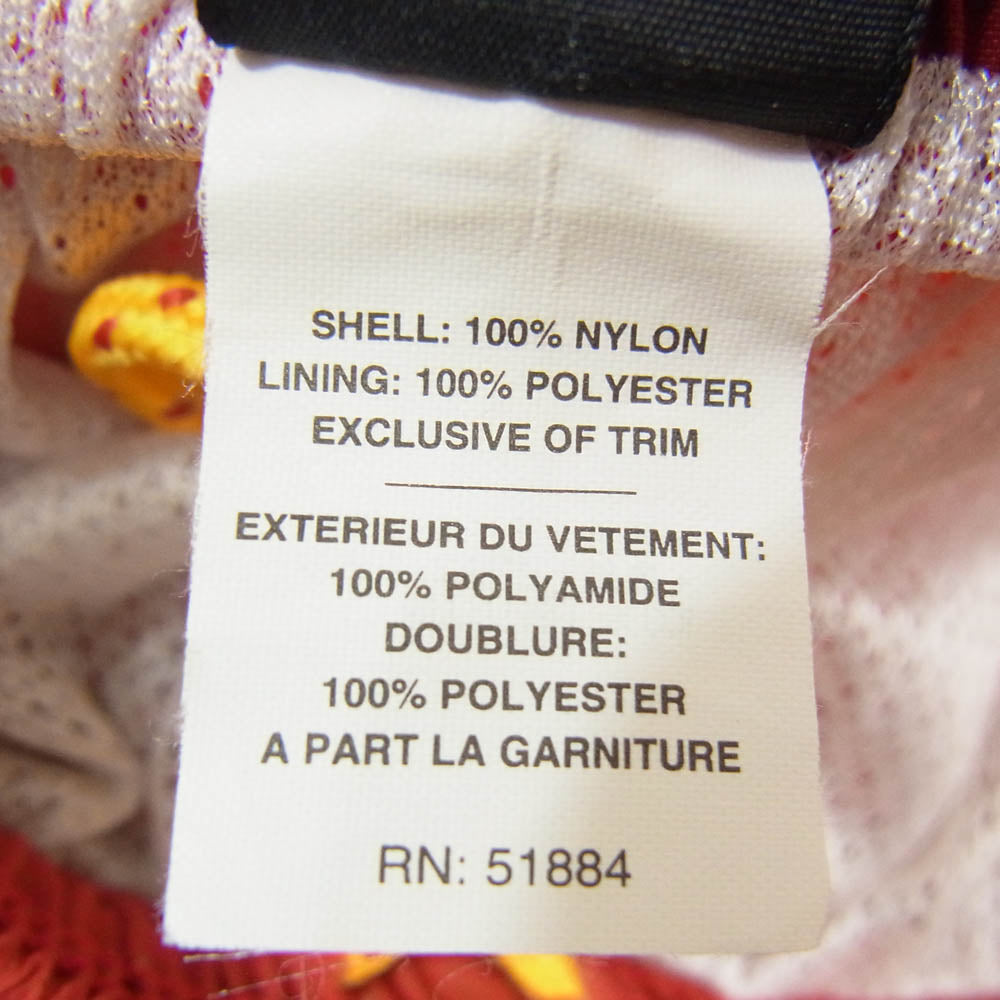 SHELL: 100% NYLON
LINING: 100% POLYESTER
EXCLUSIVE OF TRIM
EXTERIEUR DU VETEMENT:
100% POLYAMIDE
DOUBLURE:
100% POLYESTER
A PART LA GARNITURE
RN: 51884